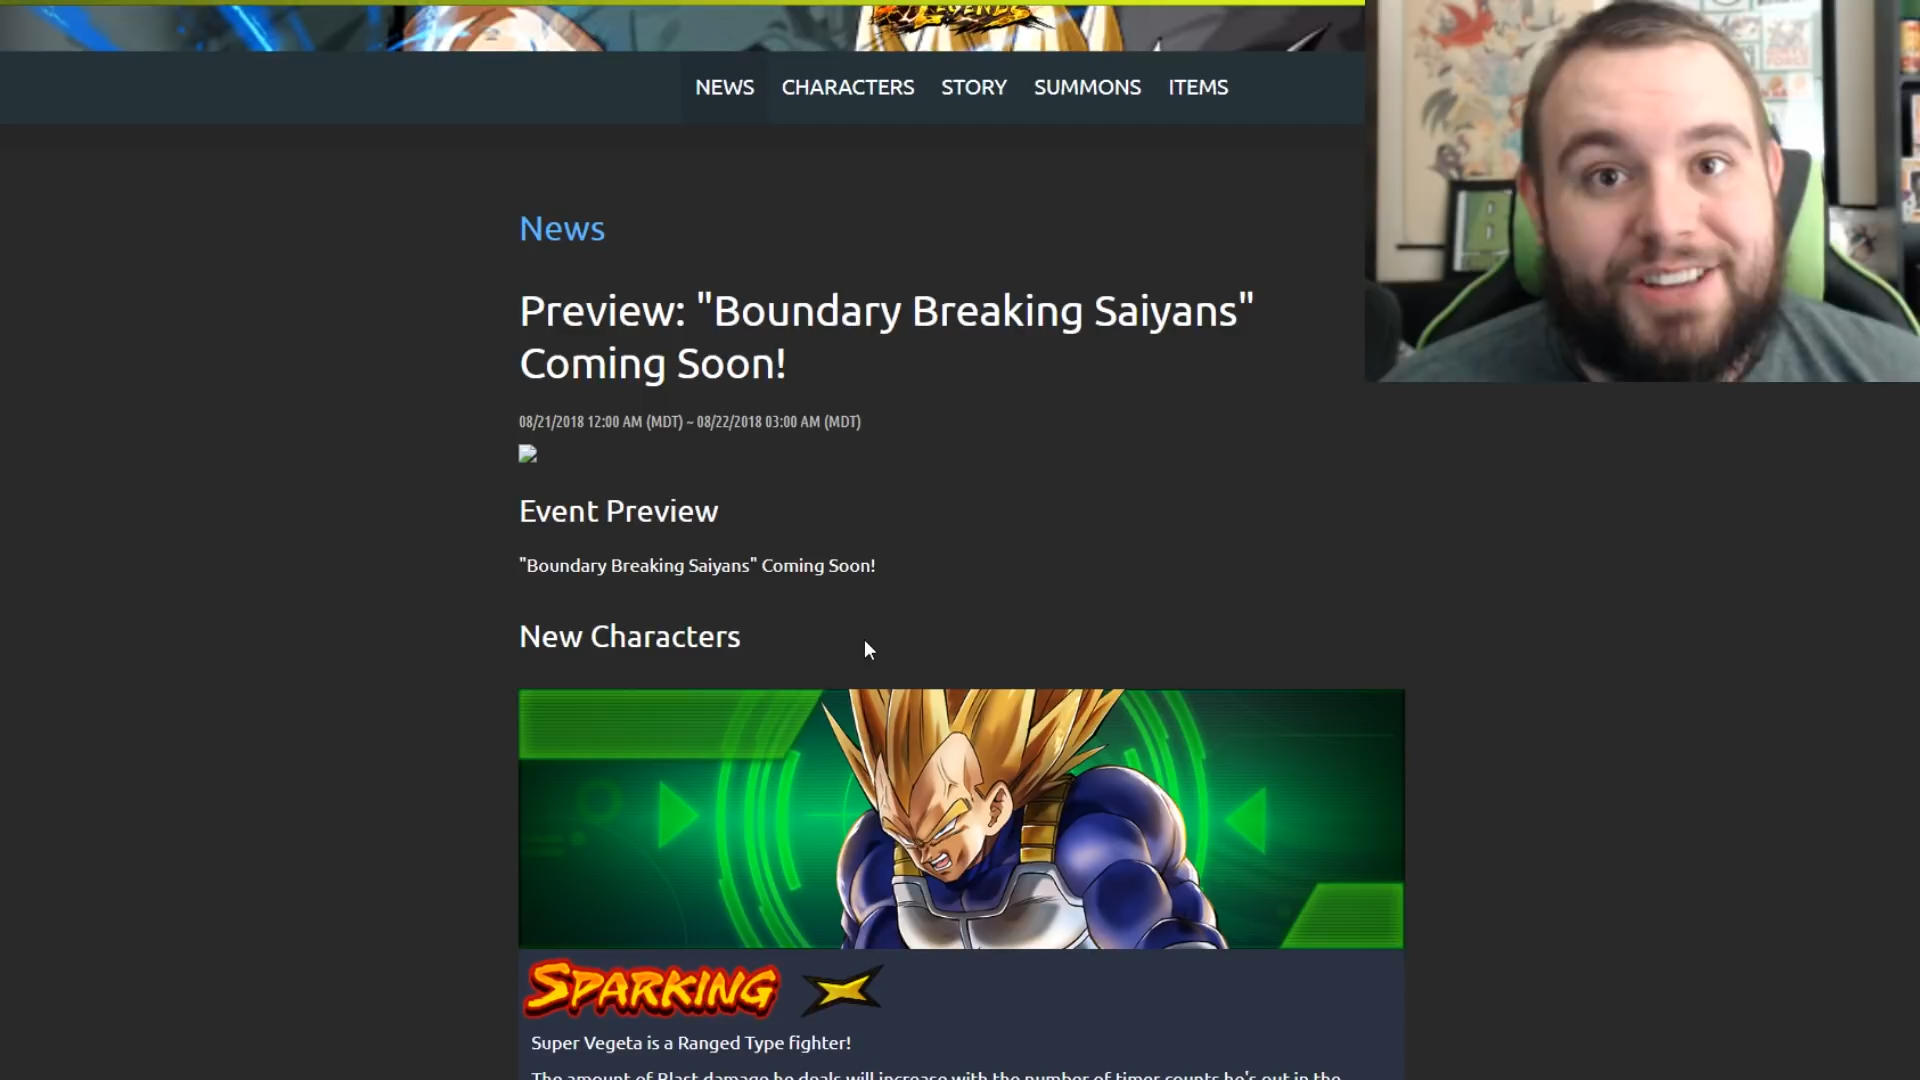 LEGENDS
NEWS CHARACTERS STORY SUMMONS ITEMS
News
Preview: "Boundary Breaking Saiyans"
Coming Soon!
08/21/2018 12:00 AM (MDT) ~ 08/22/2018 03:00 AM (MDT)
Event Preview
"Boundary Breaking Saiyans" Coming Soon!
New Characters
SPARKING
Super Vegeta is a Ranged Type fighter!
The amount of Blast damage he deals will increase with the number of timer counts he's out in the